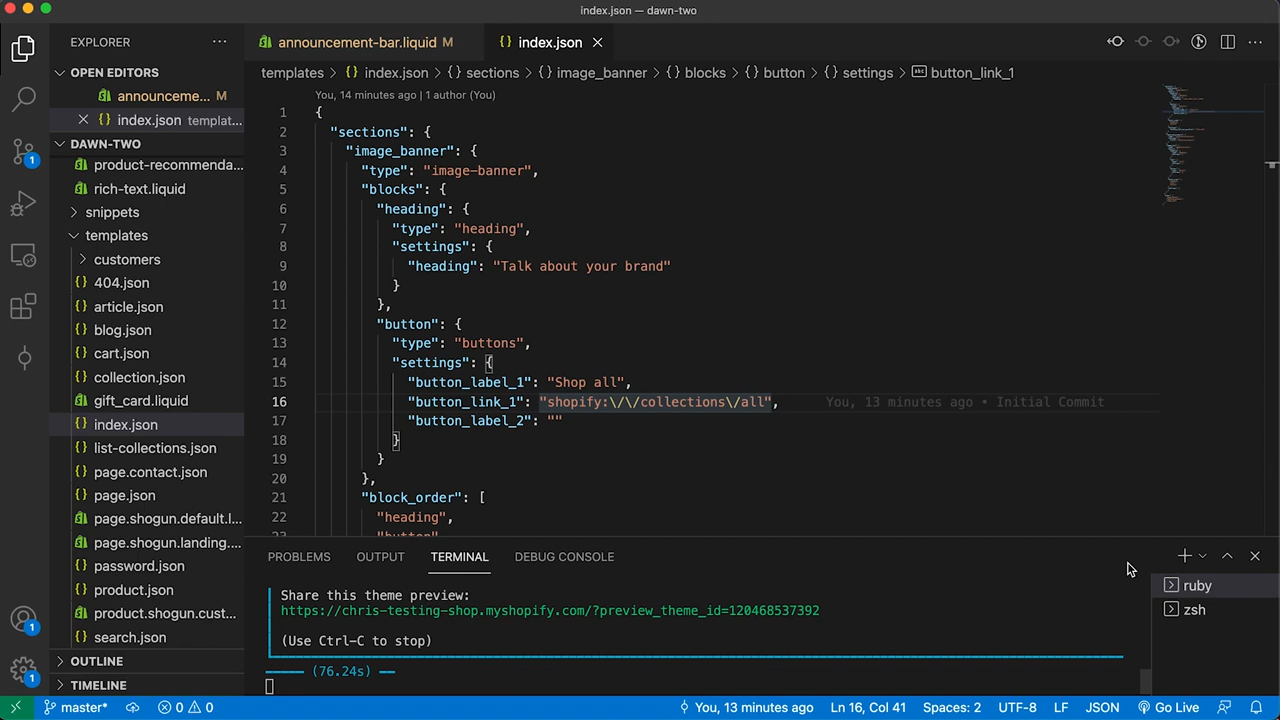 index.json — dawn-two
EXPLORER
OPEN EDITORS
announceme... M
index.json templat...
DAWN-TWO
product-recommenda...
rich-text.liquid
snippets
templates
customers
404.json
article.json
blog.json
cart.json
collection.json
gift_card.liquid
index.json
list-collections.json
page.contact.json
page.json
page.shogun.default.l...
page.shogun.landing....
password.json
product.json
product.shogun.cust...
search.json
OUTLINE
TIMELINE
1
1
1
announcement-bar.liquid M
index.json
templates > index.json > sections > image_banner > blocks > button > settings > button_link_1
You, 14 minutes ago | 1 author (You)
1 {
2 "sections": {
3 "image_banner": {
4 "type": "image-banner",
5 "blocks": {
6 "heading": {
7 "type": "heading",
8 "settings": {
9 "heading": "Talk about your brand"
10 }
11 },
12 "button": {
13 "type": "buttons",
14 "settings": {
15 "button_label_1": "Shop all",
16 "button_link_1": "shopify:\/\/collections\/all", You, 13 minutes ago • Initial Commit
17 "button_label_2": ""
18 }
19 }
20 },
21 "block_order": [
22 "heading",
23 "button"
PROBLEMS OUTPUT TERMINAL DEBUG CONSOLE
Share this theme preview:
https://chris-testing-shop.myshopify.com/?preview_theme_id=120468537392
(Use Ctrl-C to stop)
(76.24s)
ruby
zsh
master* 0 0 You, 13 minutes ago Ln 16, Col 41 Spaces: 2 UTF-8 LF JSON Go Live